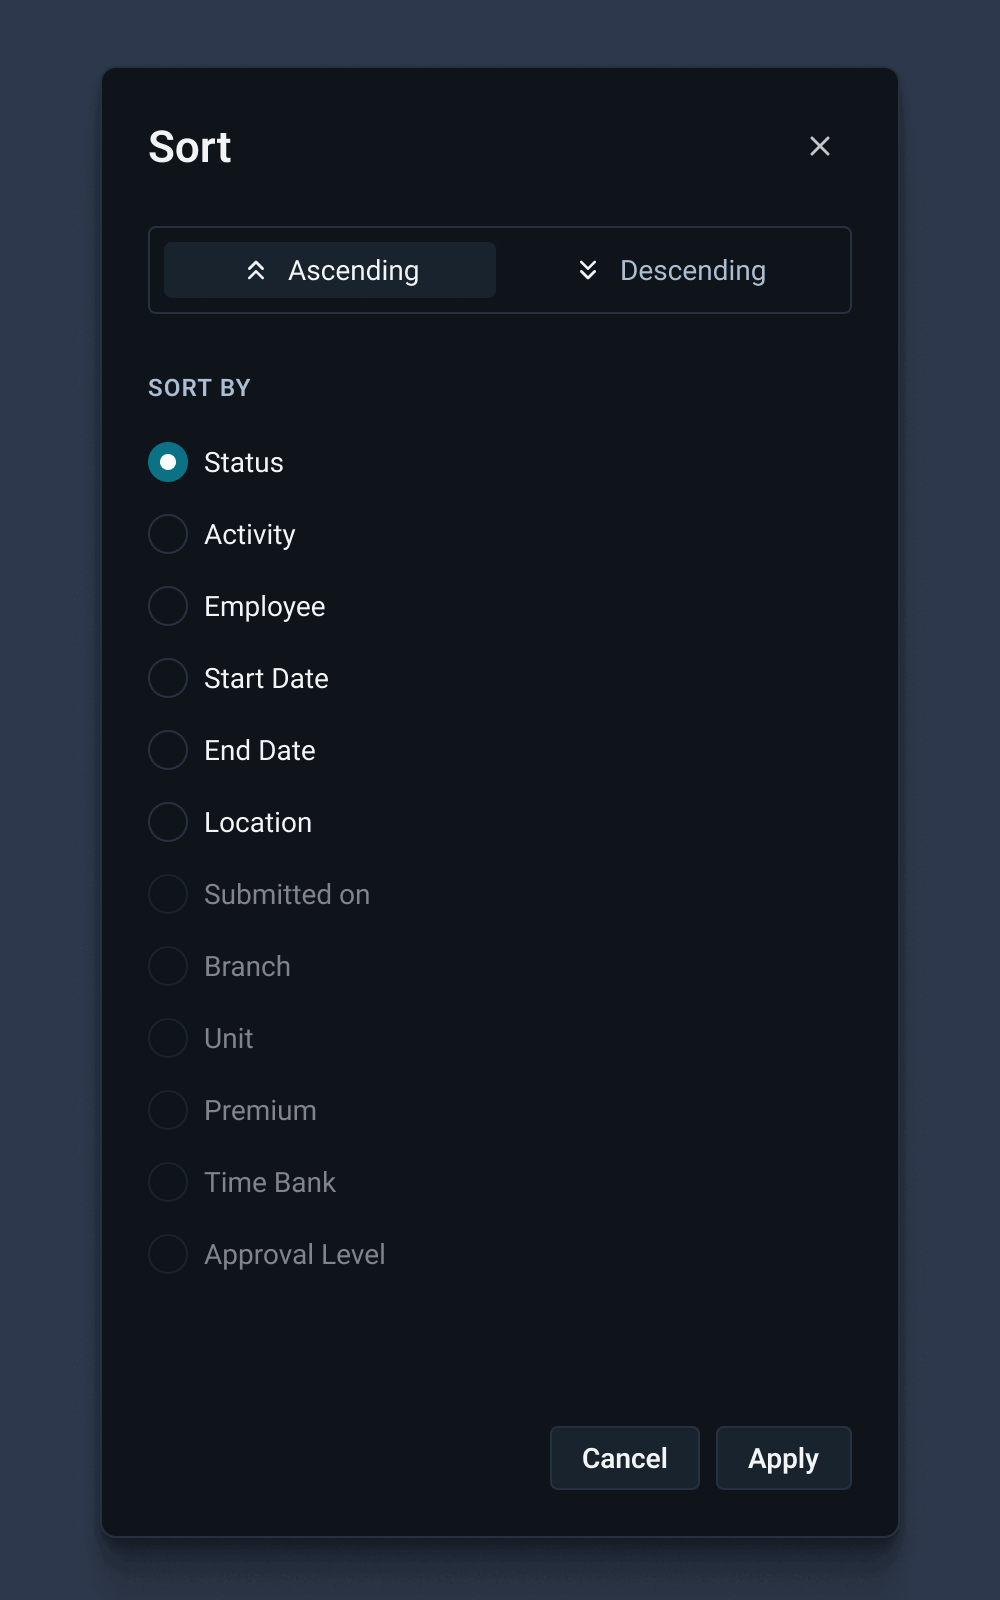 Sort
Ascending
Descending
SORT BY
Status
Activity
Employee
Start Date
End Date
Location
Submitted on
Branch
Unit
Premium
Time Bank
Approval Level
Cancel
Apply